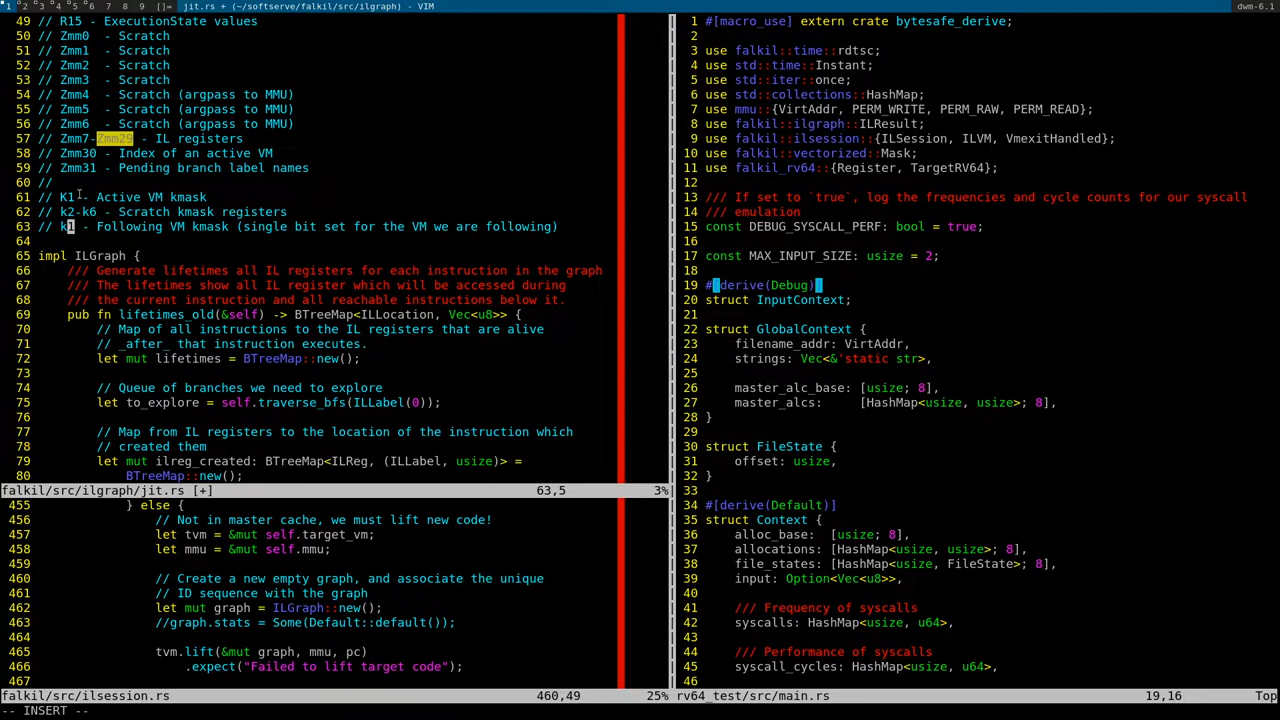 1 2 3 4 5 6 7 8 9 []= jit.rs + (~/softserve/falkil/src/ilgraph) - VIM dwm-6.1
49 // R15 - ExecutionState values
50 // Zmm0  - Scratch
51 // Zmm1  - Scratch
52 // Zmm2  - Scratch
53 // Zmm3  - Scratch
54 // Zmm4  - Scratch (argpass to MMU)
55 // Zmm5  - Scratch (argpass to MMU)
56 // Zmm6  - Scratch (argpass to MMU)
57 // Zmm7-Zmm29 - IL registers
58 // Zmm30 - Index of an active VM
59 // Zmm31 - Pending branch label names
60 //
61 // K1 - Active VM kmask
62 // k2-k6 - Scratch kmask registers
63 // k1 - Following VM kmask (single bit set for the VM we are following)
64
65 impl ILGraph {
66     /// Generate lifetimes all IL registers for each instruction in the graph
67     /// The lifetimes show all IL register which will be accessed during
68     /// the current instruction and all reachable instructions below it.
69     pub fn lifetimes_old(&self) -> BTreeMap<ILLocation, Vec<u8>> {
70         // Map of all instructions to the IL registers that are alive
71         // _after_ that instruction executes.
72         let mut lifetimes = BTreeMap::new();
73
74         // Queue of branches we need to explore
75         let to_explore = self.traverse_bfs(ILLabel(0));
76
77         // Map from IL registers to the location of the instruction which
78         // created them
79         let mut ilreg_created: BTreeMap<ILReg, (ILLabel, usize)> =
80             BTreeMap::new();
falkil/src/ilgraph/jit.rs [+] 63,5 3%
455             } else {
456                 // Not in master cache, we must lift new code!
457                 let tvm = &mut self.target_vm;
458                 let mmu = &mut self.mmu;
459
460                 // Create a new empty graph, and associate the unique
461                 // ID sequence with the graph
462                 let mut graph = ILGraph::new();
463                 //graph.stats = Some(Default::default());
464
465                 tvm.lift(&mut graph, mmu, pc)
466                     .expect("Failed to lift target code");
467
falkil/src/ilsession.rs 460,49 25%
1 #[macro_use] extern crate bytesafe_derive;
2
3 use falkil::time::rdtsc;
4 use std::time::Instant;
5 use std::iter::once;
6 use std::collections::HashMap;
7 use mmu::{VirtAddr, PERM_WRITE, PERM_RAW, PERM_READ};
8 use falkil::ilgraph::ILResult;
9 use falkil::ilsession::{ILSession, ILVM, VmexitHandled};
10 use falkil::vectorized::Mask;
11 use falkil_rv64::{Register, TargetRV64};
12
13 /// If set to `true`, log the frequencies and cycle counts for our syscall
14 /// emulation
15 const DEBUG_SYSCALL_PERF: bool = true;
16
17 const MAX_INPUT_SIZE: usize = 2;
18
19 #[derive(Debug)]
20 struct InputContext;
21
22 struct GlobalContext {
23     filename_addr: VirtAddr,
24     strings: Vec<&'static str>,
25
26     master_alc_base: [usize; 8],
27     master_alcs:     [HashMap<usize, usize>; 8],
28 }
29
30 struct FileState {
31     offset: usize,
32 }
33
34 #[derive(Default)]
35 struct Context {
36     alloc_base:  [usize; 8],
37     allocations: [HashMap<usize, usize>; 8],
38     file_states: [HashMap<usize, FileState>; 8],
39     input: Option<Vec<u8>>,
40
41     /// Frequency of syscalls
42     syscalls: HashMap<usize, u64>,
43
44     /// Performance of syscalls
45     syscall_cycles: HashMap<usize, u64>,
46
rv64_test/src/main.rs 19,16 Top
-- INSERT --